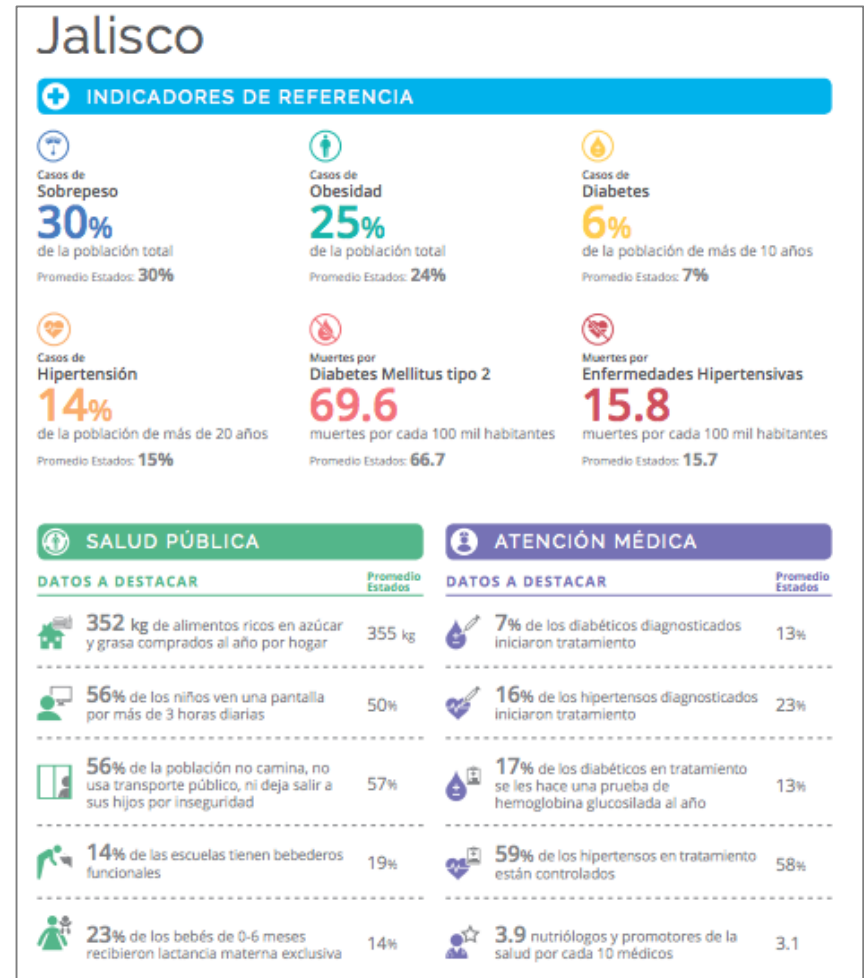 Jalisco
INDICADORES DE REFERENCIA
Casos de
Sobrepeso
30%
de la población total
Promedio Estados: 30%
Casos de
Obesidad
25%
de la población total
Promedio Estados: 24%
Casos de
Diabetes
6%
de la población de más de 10 años
Promedio Estados: 7%
Casos de
Hipertensión
14%
de la población de más de 20 años
Promedio Estados: 15%
Muertes por
Diabetes Mellitus tipo 2
69.6
muertes por cada 100 mil habitantes
Promedio Estados: 66.7
Muertes por
Enfermedades Hipertensivas
15.8
muertes por cada 100 mil habitantes
Promedio Estados: 15.7
SALUD PÚBLICA
DATOS A DESTACAR
Promedio
Estados
352 kg de alimentos ricos en azúcar
y grasa comprados al año por hogar
355 kg
56% de los niños ven una pantalla
por más de 3 horas diarias
50%
56% de la población no camina, no
usa transporte público, ni deja salir a
sus hijos por inseguridad
57%
14% de las escuelas tienen bebederos
funcionales
19%
23% de los bebés de 0-6 meses
recibieron lactancia materna exclusiva
14%
ATENCIÓN MÉDICA
DATOS A DESTACAR
Promedio
Estados
7% de los diabéticos diagnosticados
iniciaron tratamiento
13%
16% de los hipertensos diagnosticados
iniciaron tratamiento
23%
17% de los diabéticos en tratamiento
se les hace una prueba de
hemoglobina glucosilada al año
13%
59% de los hipertensos en tratamiento
están controlados
58%
3.9 nutriólogos y promotores de la
salud por cada 10 médicos
3.1